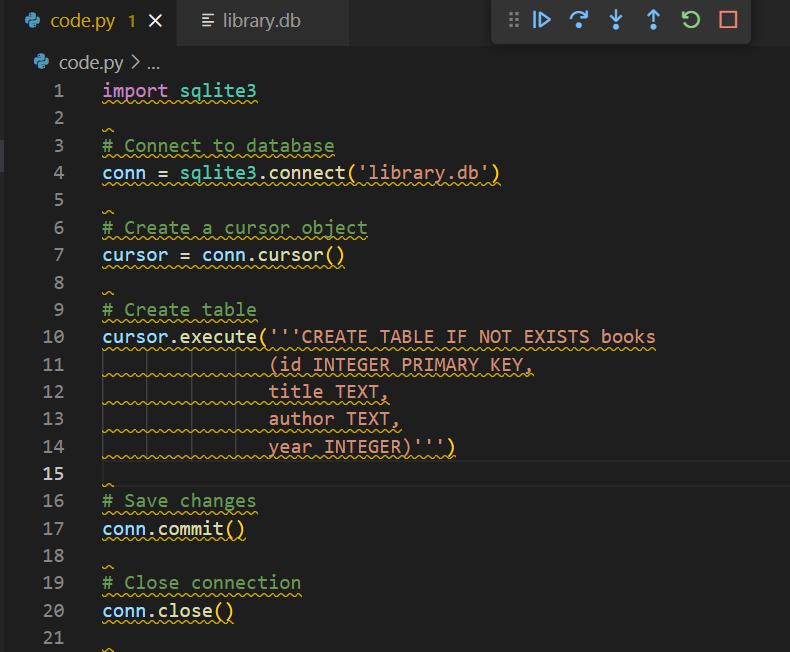 code.py 1
library.db
code.py > ...
1 import sqlite3
2
3 # Connect to database
4 conn = sqlite3.connect('library.db')
5
6 # Create a cursor object
7 cursor = conn.cursor()
8
9 # Create table
10 cursor.execute('''CREATE TABLE IF NOT EXISTS books
11 (id INTEGER PRIMARY KEY,
12 title TEXT,
13 author TEXT,
14 year INTEGER)''')
15
16 # Save changes
17 conn.commit()
18
19 # Close connection
20 conn.close()
21